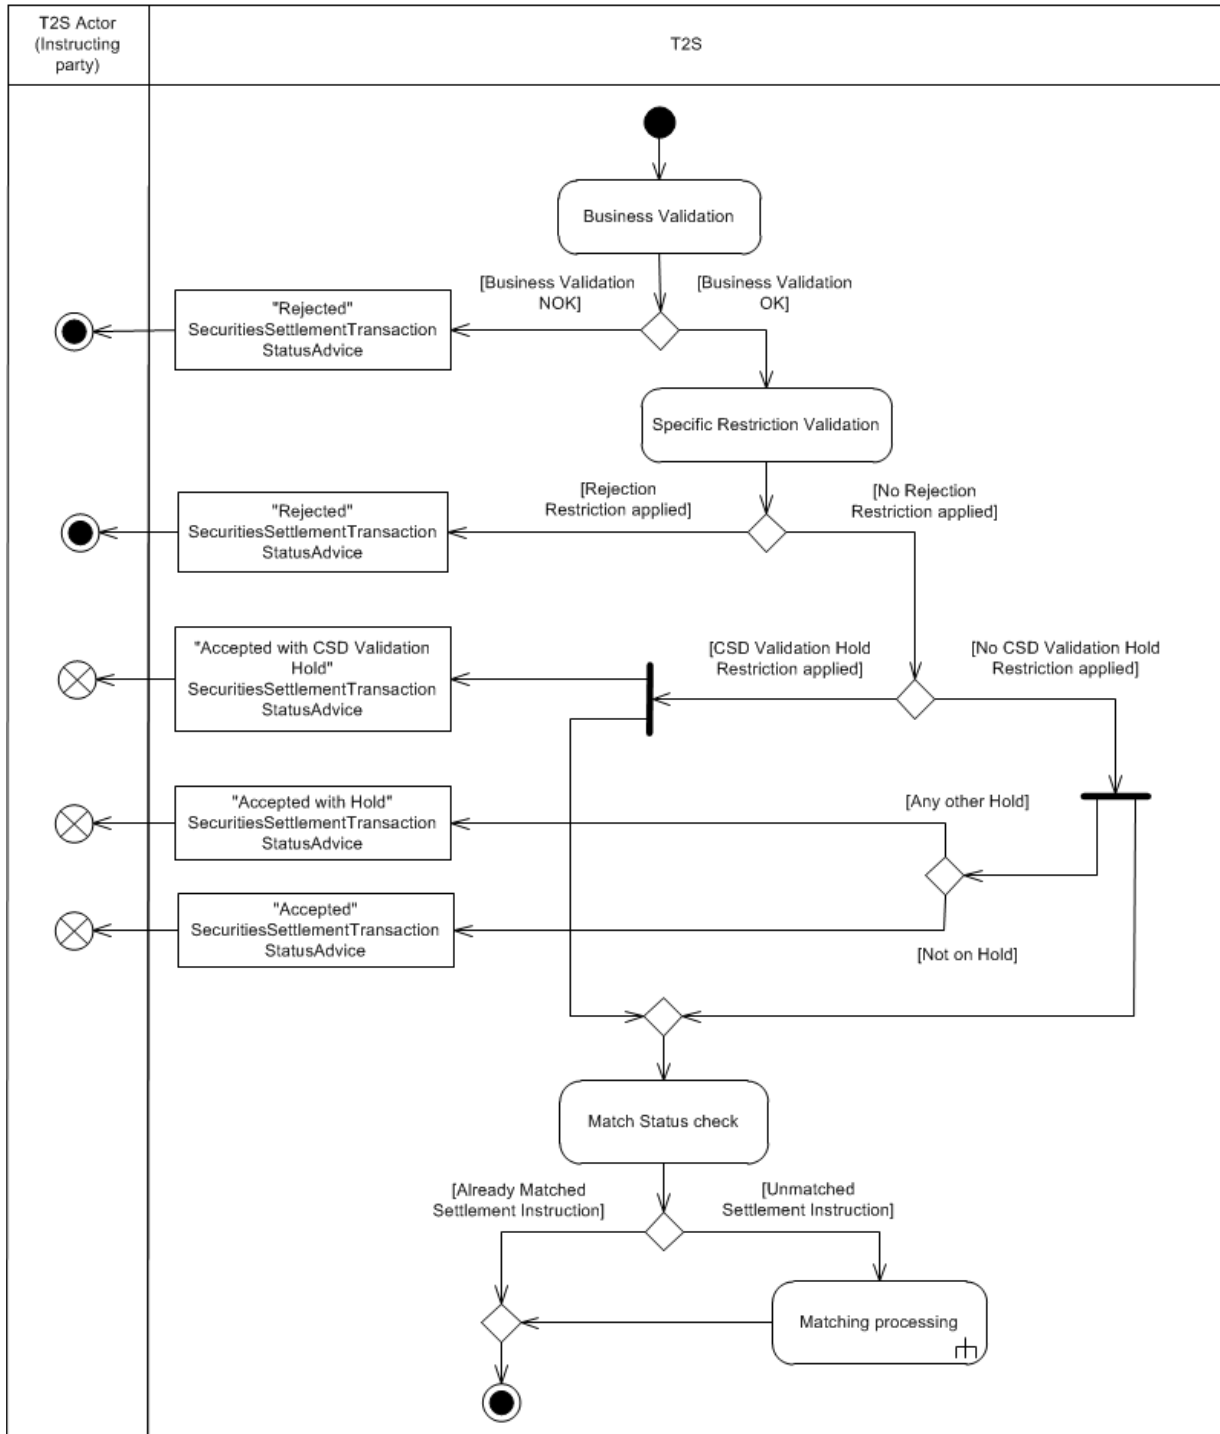 T2S Actor
(Instructing
party)
T2S
Business Validation
[Business Validation
NOK]
[Business Validation
OK]
"Rejected"
SecuritiesSettlementTransaction
StatusAdvice
Specific Restriction Validation
[Rejection
Restriction applied]
[No Rejection
Restriction applied]
"Rejected"
SecuritiesSettlementTransaction
StatusAdvice
"Accepted with CSD Validation
Hold"
SecuritiesSettlementTransaction
StatusAdvice
[CSD Validation Hold
Restriction applied]
[No CSD Validation Hold
Restriction applied]
"Accepted with Hold"
SecuritiesSettlementTransaction
StatusAdvice
[Any other Hold]
"Accepted"
SecuritiesSettlementTransaction
StatusAdvice
[Not on Hold]
Match Status check
[Already Matched
Settlement Instruction]
[Unmatched
Settlement Instruction]
Matching processing